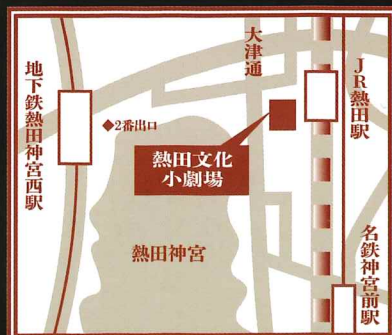 大津通
JR熱田駅
地下鉄熱田神宮西駅
◆2番出口
熱田文化
小劇場
熱田神宮
名鉄神宮前駅